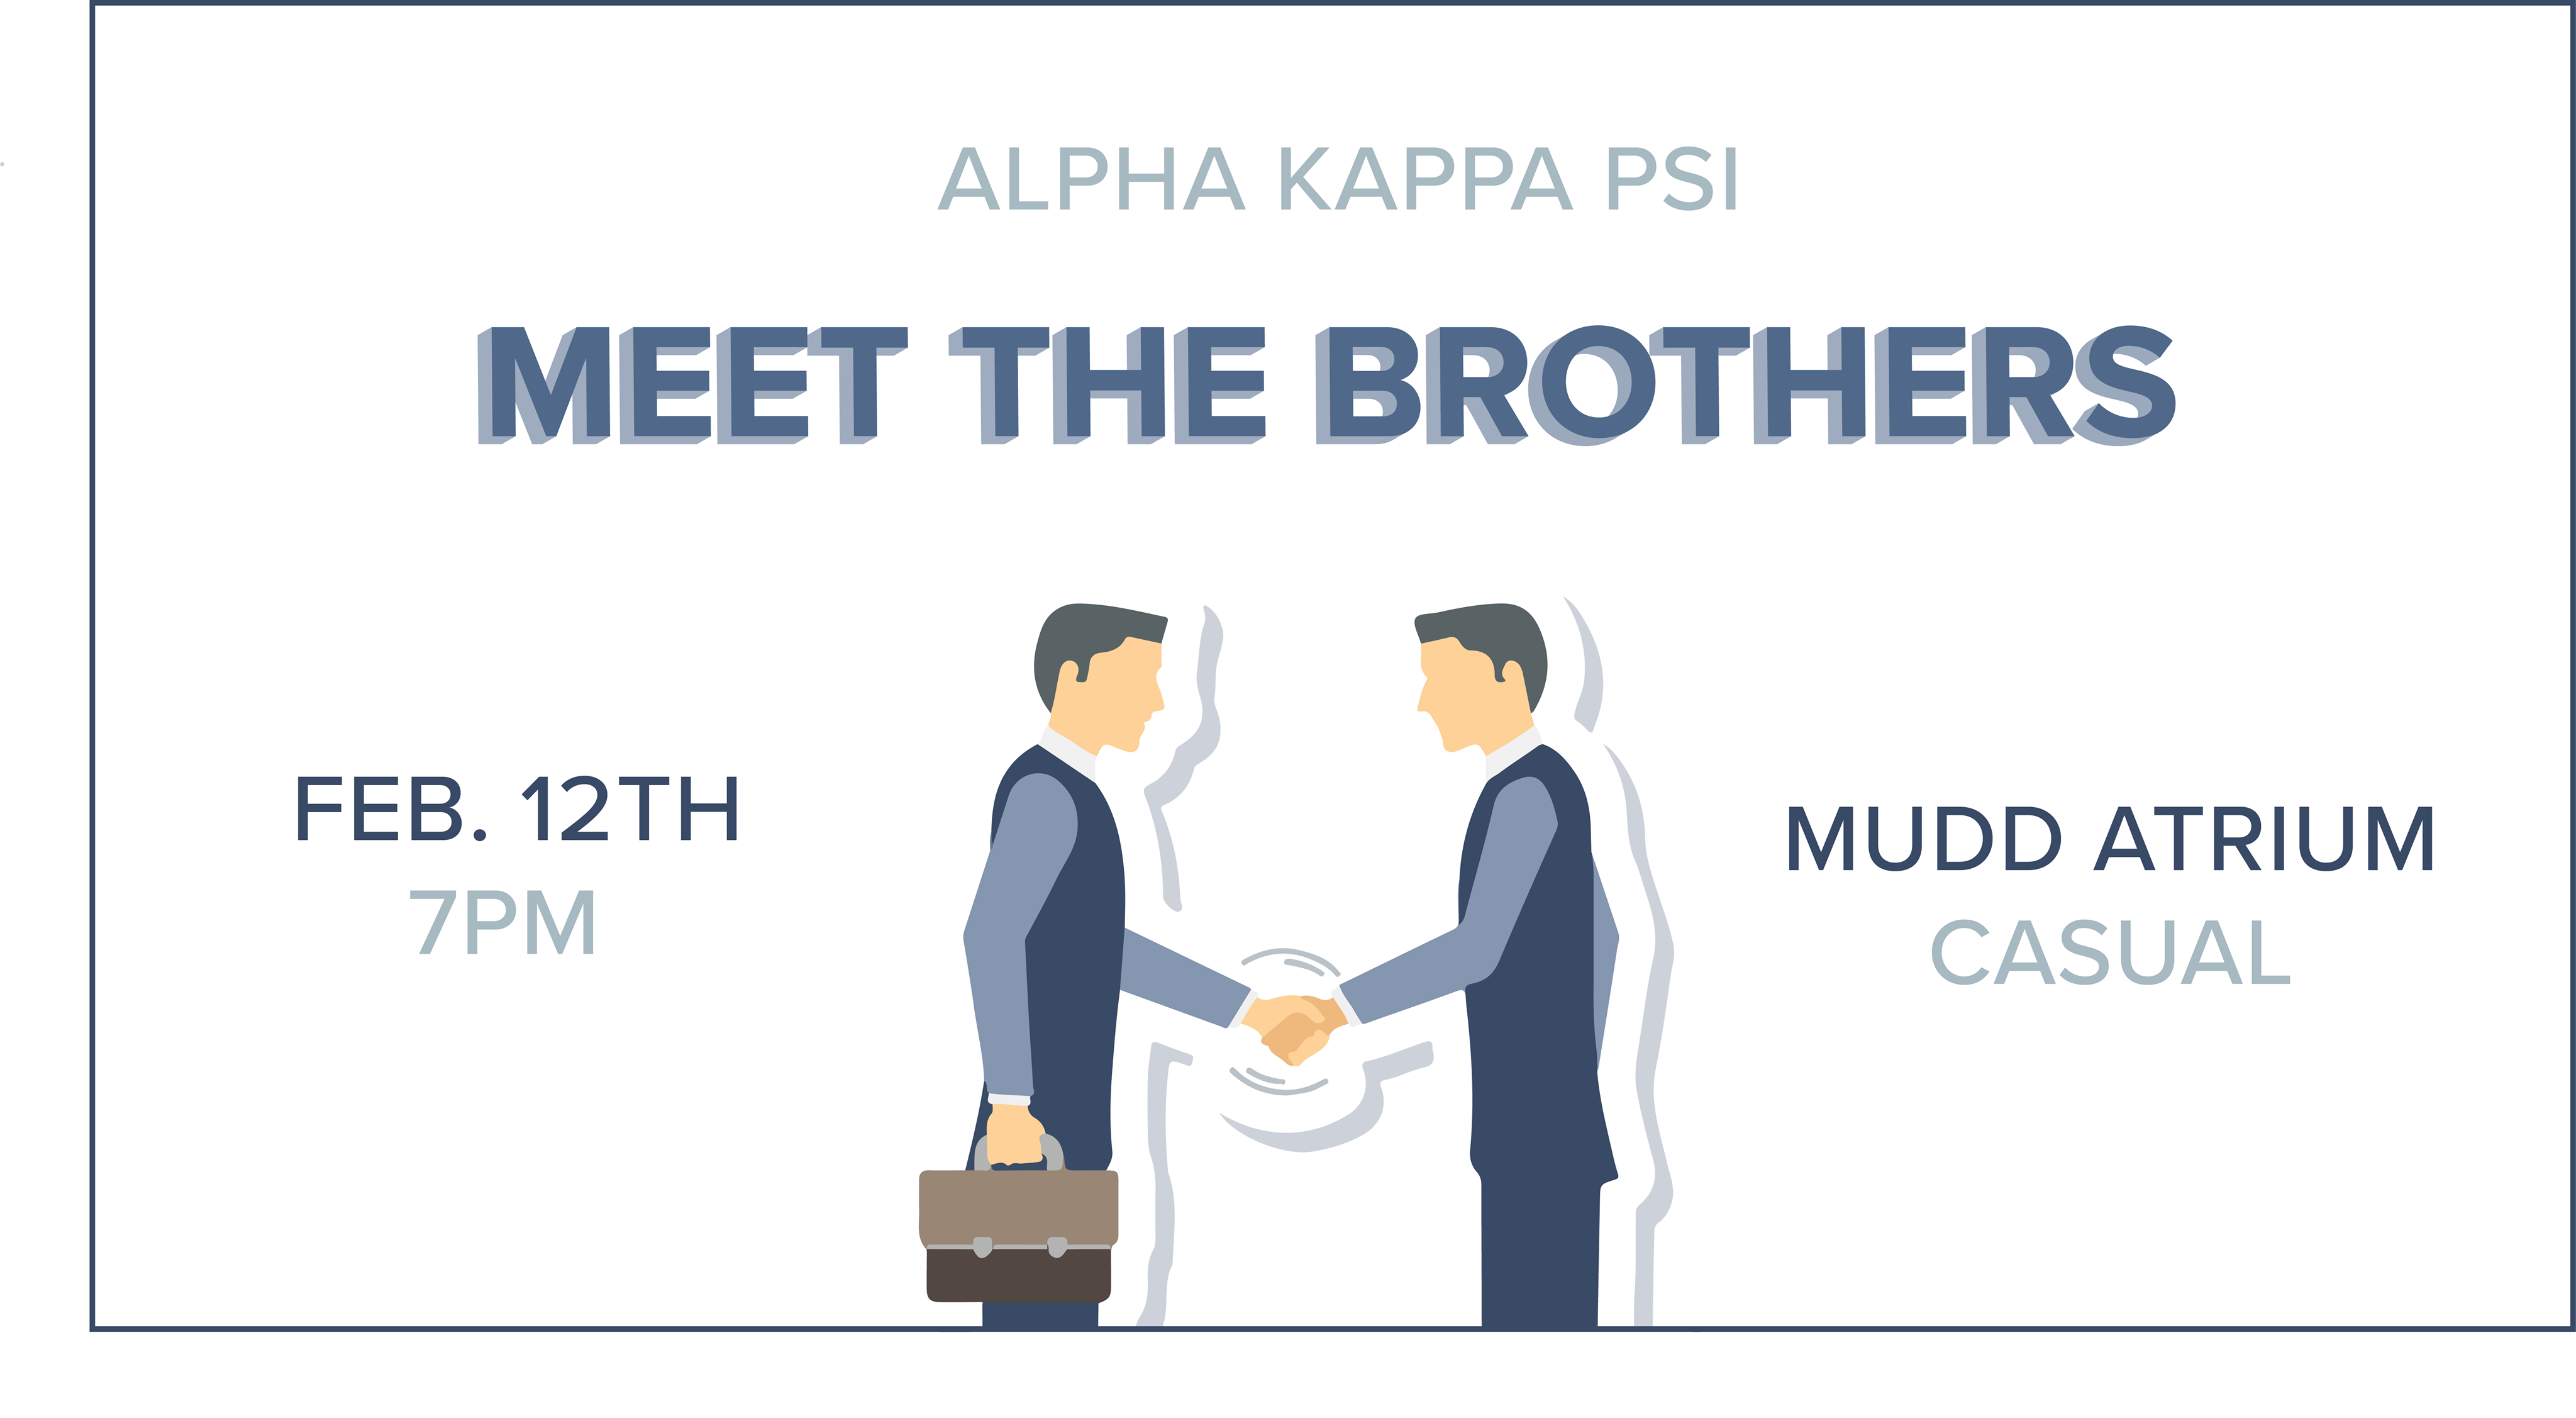 ALPHA KAPPA PSI
MEET THE BROTHERS
FEB. 12TH
7PM
MUDD ATRIUM
CASUAL